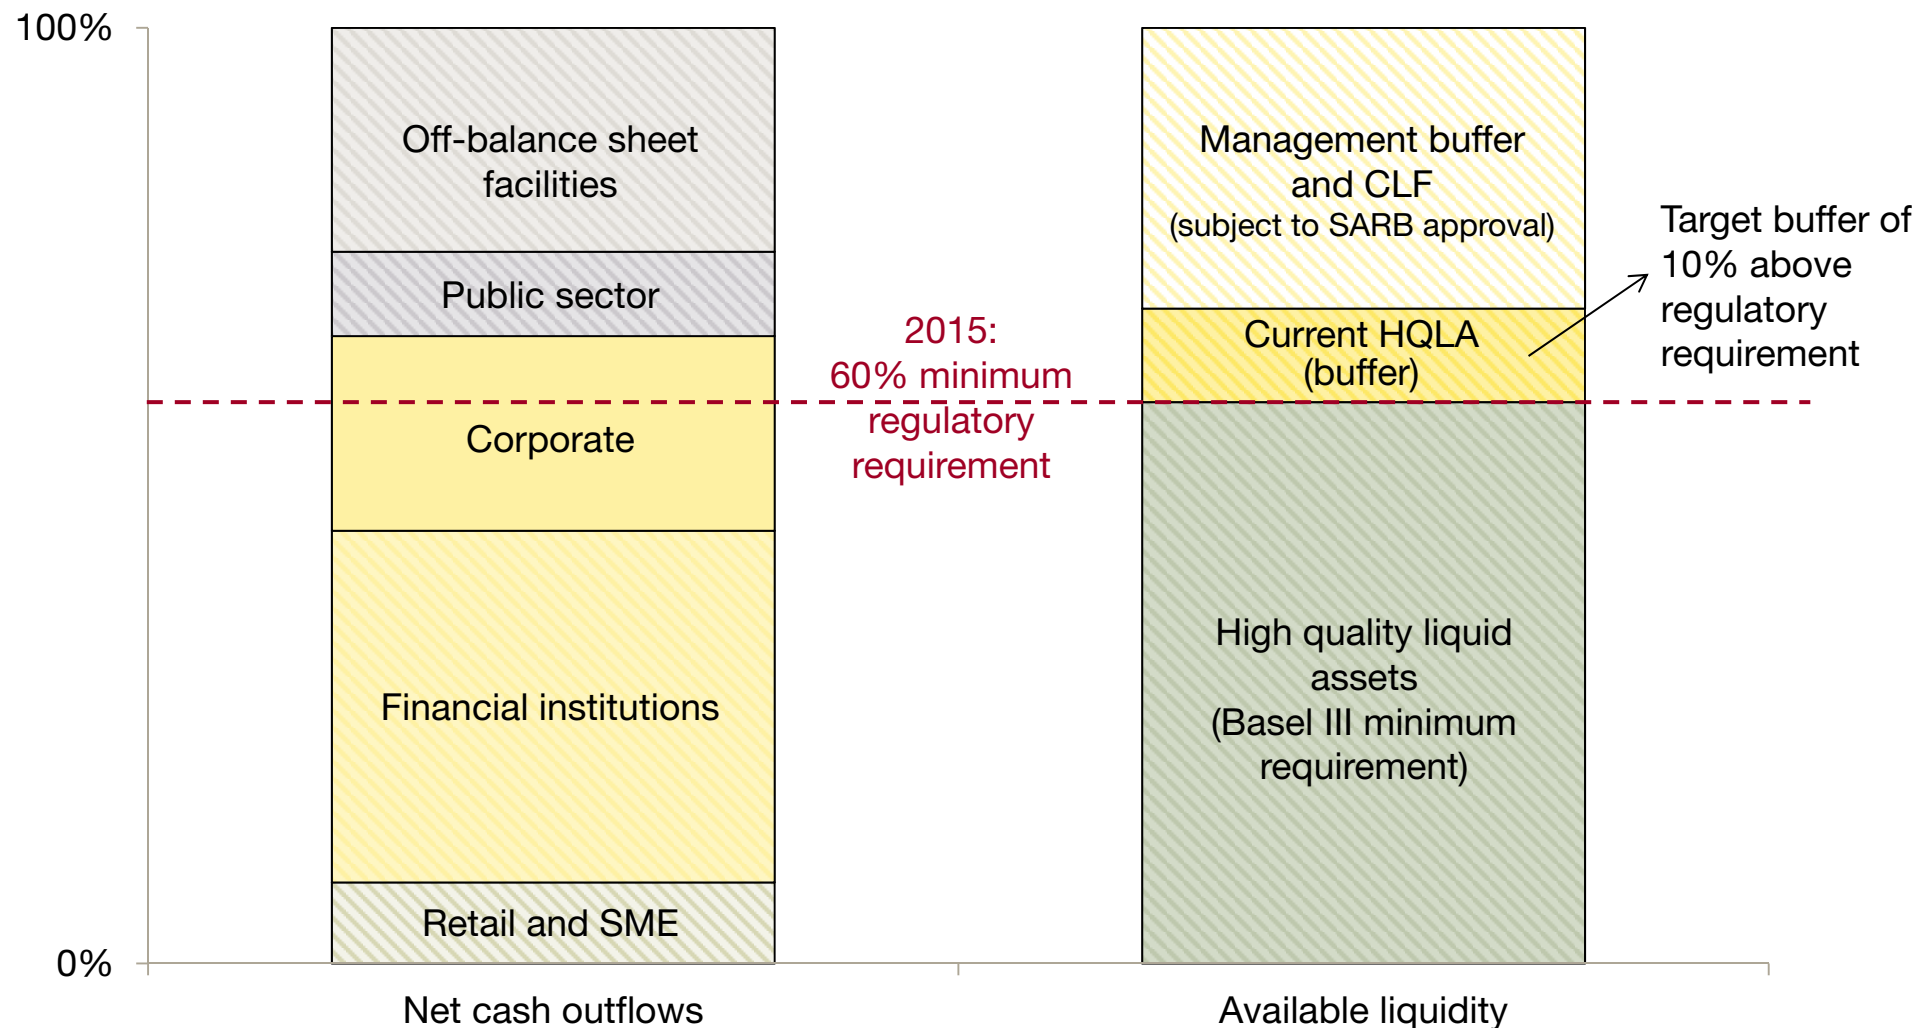 100%
Off-balance sheet
facilities
Public sector
Corporate
Financial institutions
Retail and SME
0%
Net cash outflows
2015:
60% minimum
regulatory
requirement
Management buffer
and CLF
(subject to SARB approval)
Current HQLA
(buffer)
High quality liquid
assets
(Basel III minimum
requirement)
Available liquidity
Target buffer of
10% above
regulatory
requirement